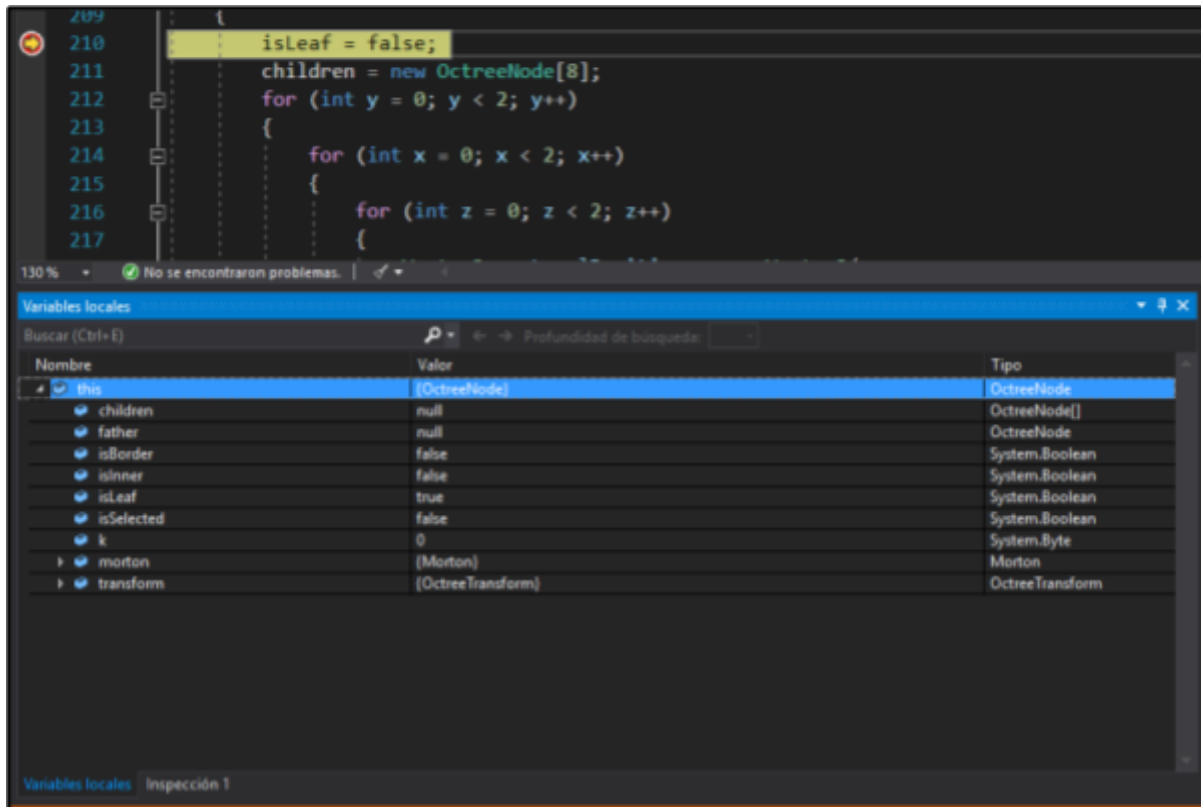 209 {
210 isLeaf = false;
211 children = new OctreeNode[8];
212 for (int y = 0; y < 2; y++)
213 {
214 for (int x = 0; x < 2; x++)
215 {
216 for (int z = 0; z < 2; z++)
217 {
130 % No se encontraron problemas.
Variables locales
Buscar (Ctrl+E) Profundidad de búsqueda:
Nombre Valor Tipo
this {OctreeNode} OctreeNode
children null OctreeNode[]
father null OctreeNode
isBorder false System.Boolean
isInner false System.Boolean
isLeaf true System.Boolean
isSelected false System.Boolean
k 0 System.Byte
morton {Morton} Morton
transform {OctreeTransform} OctreeTransform
Variables locales Inspección 1